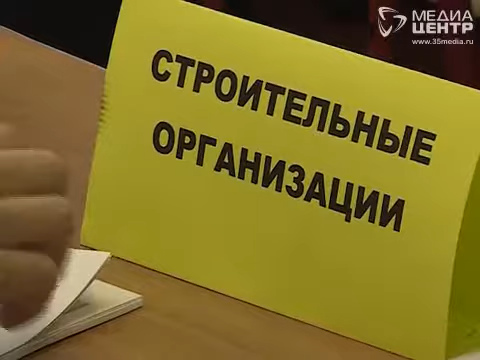 МЕДИА
ЦЕНТР
www.35media.ru
СТРОИТЕЛЬНЫЕ
ОРГАНИЗАЦИИ